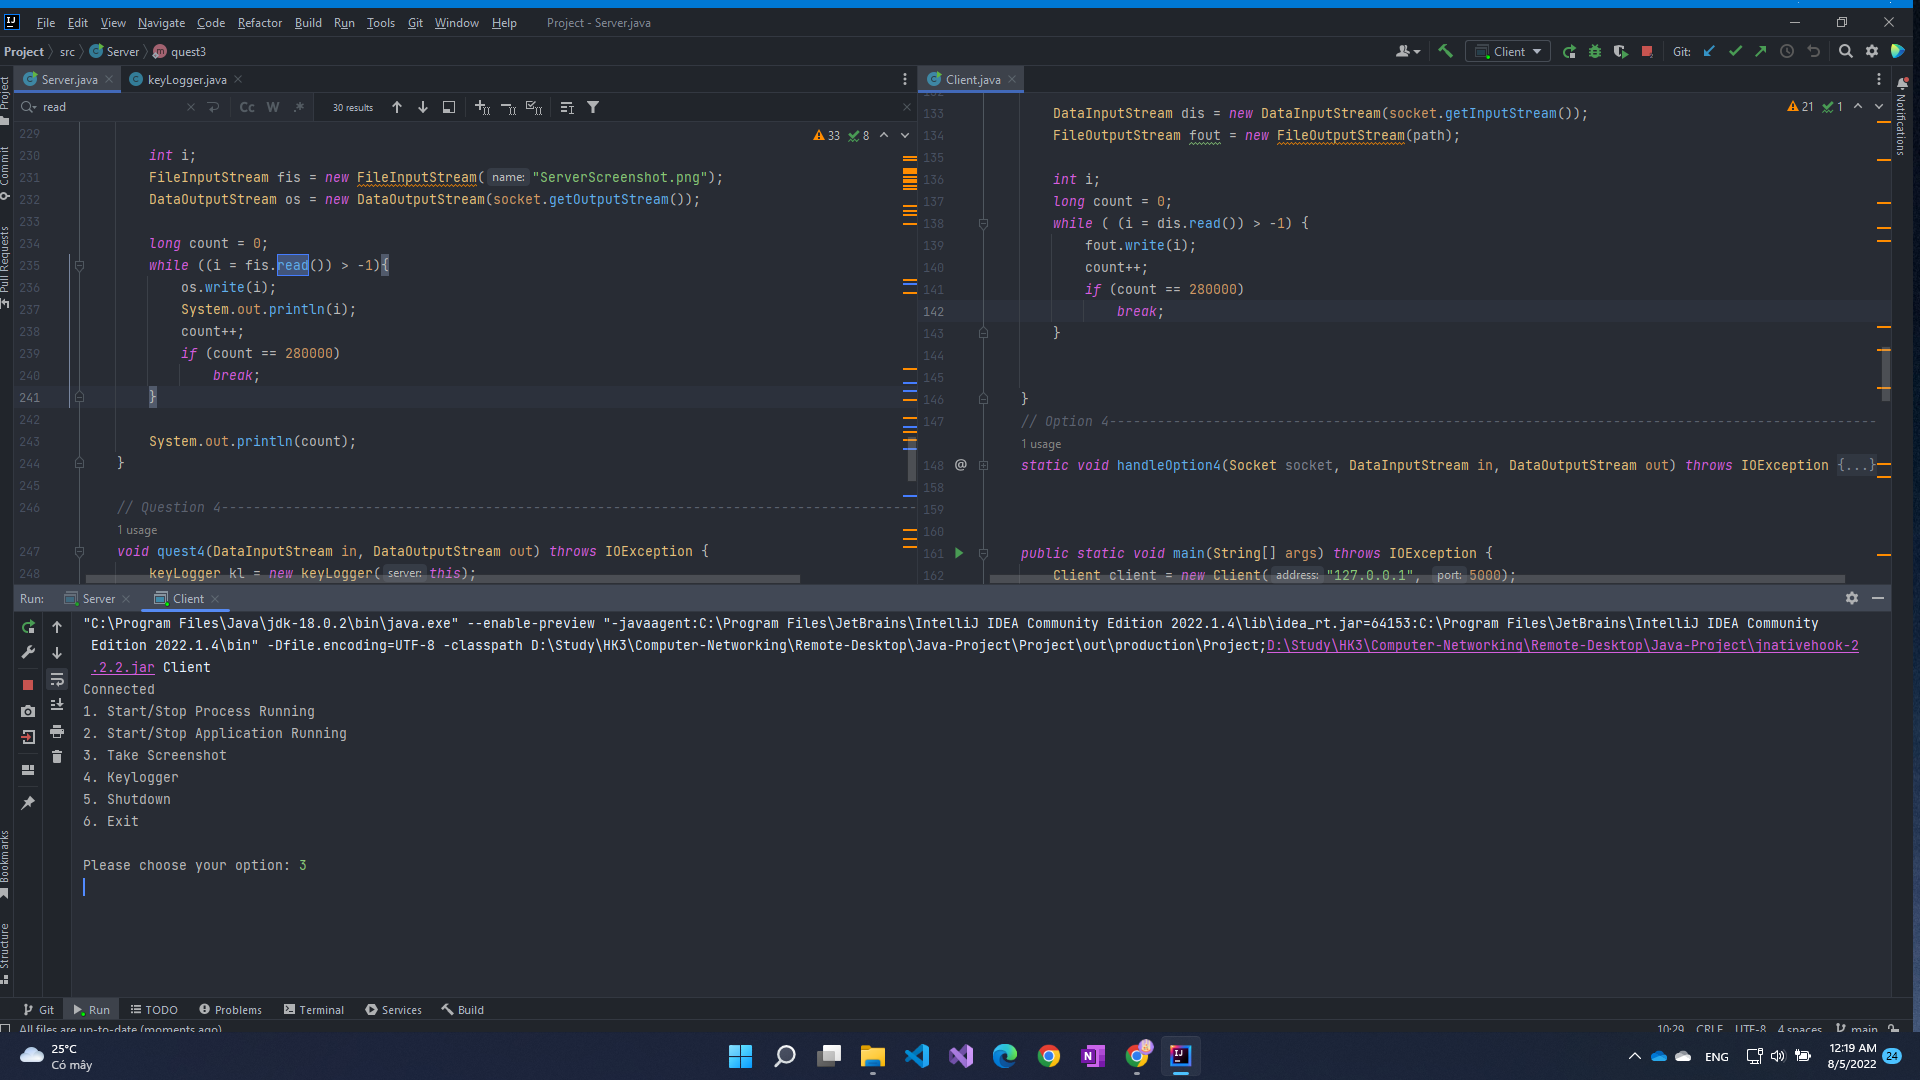 File Edit View Navigate Code Refactor Build Run Tools Git Window Help Project - Server.java
Project src Server quest3 Client Git:
Server.java keyLogger.java
read Cc W .* 30 results
33 8
229
230 int i;
231 FileInputStream fis = new FileInputStream( name: "ServerScreenshot.png");
232 DataOutputStream os = new DataOutputStream(socket.getOutputStream());
233
234 long count = 0;
235 while ((i = fis.read()) > -1){
236 os.write(i);
237 System.out.println(i);
238 count++;
239 if (count == 280000)
240 break;
241 }
242
243 System.out.println(count);
244 }
245
246 // Question 4--------------------------------------------------------------------------------------
1 usage
247 void quest4(DataInputStream in, DataOutputStream out) throws IOException {
248 keyLogger kl = new keyLogger( server: this);
Client.java
21 1
133 DataInputStream dis = new DataInputStream(socket.getInputStream());
134 FileOutputStream fout = new FileOutputStream(path);
135
136 int i;
137 long count = 0;
138 while ( (i = dis.read()) > -1) {
139 fout.write(i);
140 count++;
141 if (count == 280000)
142 break;
143 }
144
145
146 }
147 // Option 4------------------------------------------------------------------------------------------------
1 usage
148 @ static void handleOption4(Socket socket, DataInputStream in, DataOutputStream out) throws IOException {...}
158
159
160
161 public static void main(String[] args) throws IOException {
162 Client client = new Client( address: "127.0.0.1", port: 5000);
Project
Commit
Pull Requests
Bookmarks
Structure
Notifications
Run: Server Client
"C:\Program Files\Java\jdk-18.0.2\bin\java.exe" --enable-preview "-javaagent:C:\Program Files\JetBrains\IntelliJ IDEA Community Edition 2022.1.4\lib\idea_rt.jar=64153:C:\Program Files\JetBrains\IntelliJ IDEA Community
Edition 2022.1.4\bin" -Dfile.encoding=UTF-8 -classpath D:\Study\HK3\Computer-Networking\Remote-Desktop\Java-Project\Project\out\production\Project;D:\Study\HK3\Computer-Networking\Remote-Desktop\Java-Project\jnativehook-2
.2.2.jar Client
Connected
1. Start/Stop Process Running
2. Start/Stop Application Running
3. Take Screenshot
4. Keylogger
5. Shutdown
6. Exit
Please choose your option: 3
Git Run TODO Problems Terminal Services Build
All files are up-to-date (moments ago) 10:29 CRLF UTF-8 4 spaces main
25°C
Có mây
ENG
12:19 AM
8/5/2022 24